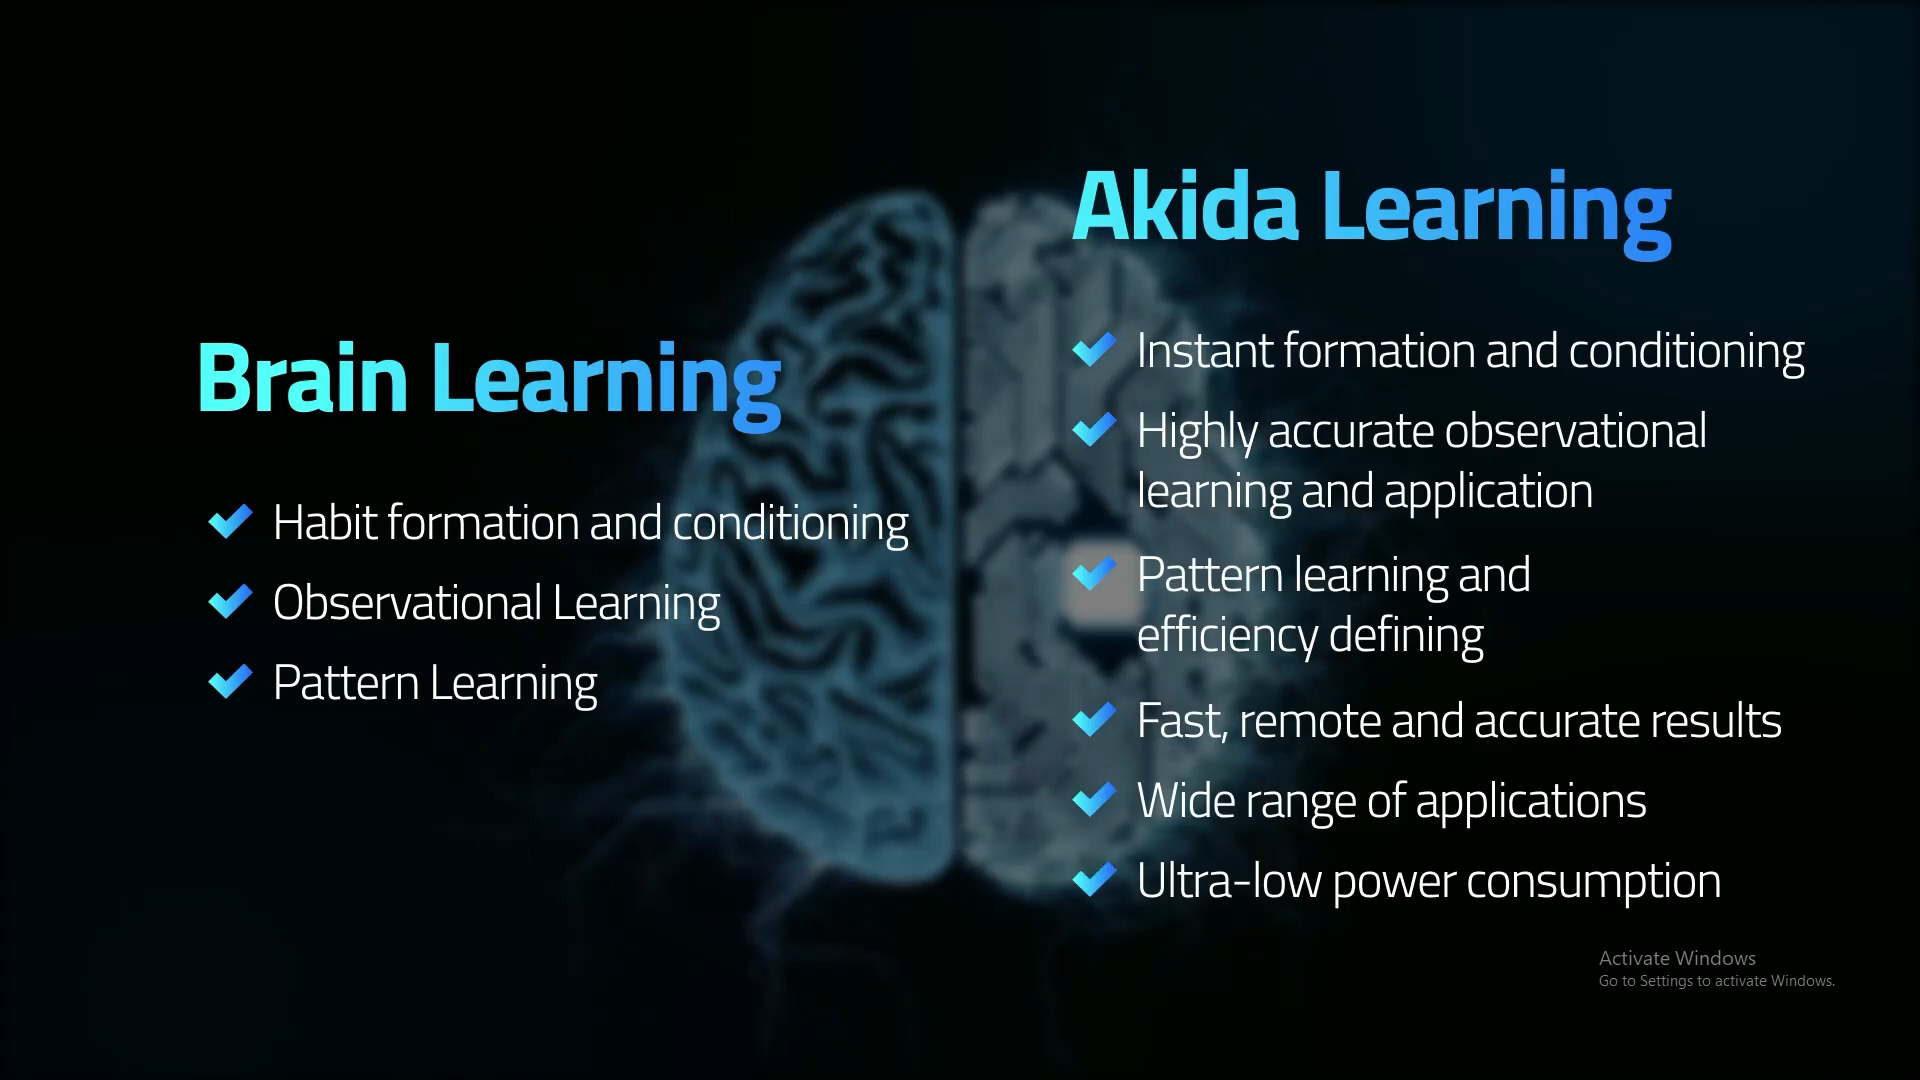 Brain Learning
Habit formation and conditioning
Observational Learning
Pattern Learning
Akida Learning
Instant formation and conditioning
Highly accurate observational
learning and application
Pattern learning and
efficiency defining
Fast, remote and accurate results
Wide range of applications
Ultra-low power consumption
Activate Windows
Go to Settings to activate Windows.